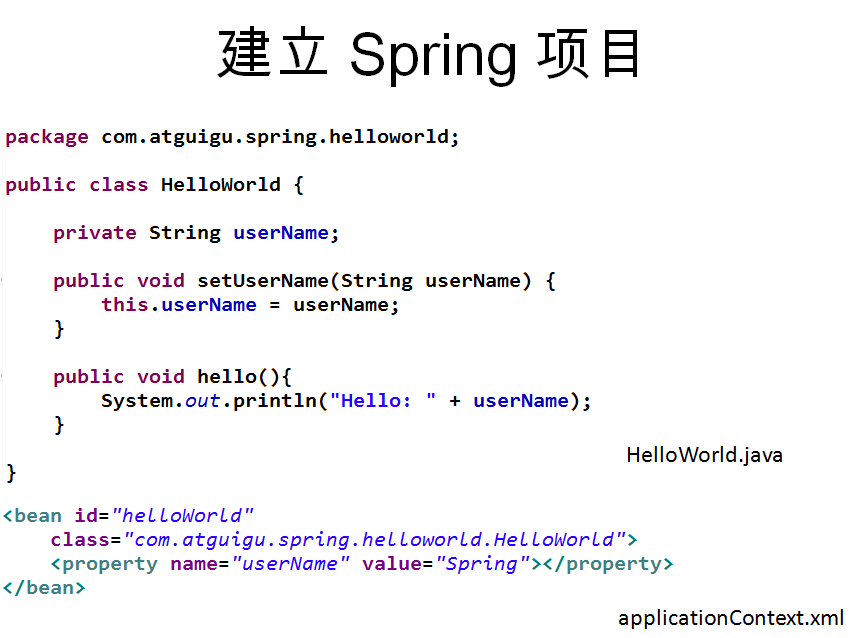 建立 Spring 项目
package com.atguigu.spring.helloworld;
public class HelloWorld {
private String userName;
public void setUserName(String userName) {
this.userName = userName;
}
public void hello(){
System.out.println("Hello: " + userName);
}
HelloWorld.java
}
<bean id="helloWorld"
class="com.atguigu.spring.helloworld.HelloWorld">
<property name="userName" value="Spring"></property>
</bean>
applicationContext.xml